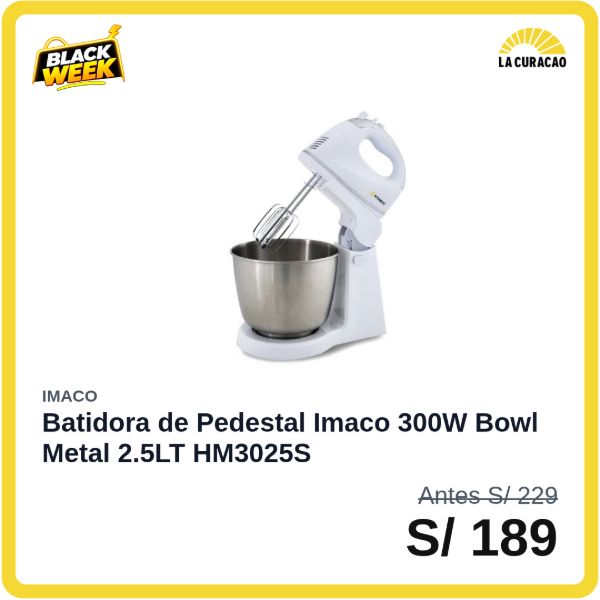 BLACK
WEEK
LA CURACAO
IMACO
Batidora de Pedestal Imaco 300W Bowl
Metal 2.5LT HM3025S
Antes S/ 229
S/ 189